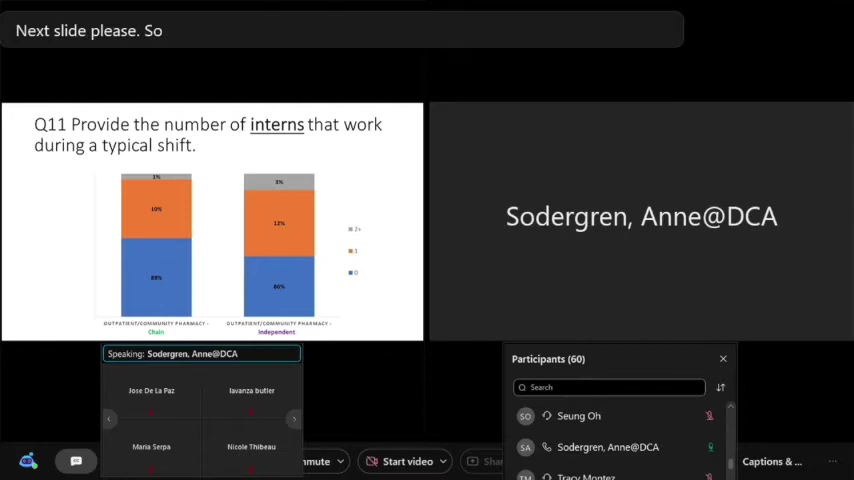 Next slide please. So
Q11 Provide the number of interns that work
during a typical shift.
1%
10%
89%
3%
12%
86%
2+
1
0
OUTPATIENT/COMMUNITY PHARMACY -
Chain
OUTPATIENT/COMMUNITY PHARMACY -
Independent
Sodergren, Anne@DCA
Speaking: Sodergren, Anne@DCA
Jose De La Paz
lavanza butler
Maria Serpa
Nicole Thibeau
Participants (60)
Search
SO
Seung Oh
SA
Sodergren, Anne@DCA
TM
Tracy Montez
mute
Start video
Shar
Captions & ...